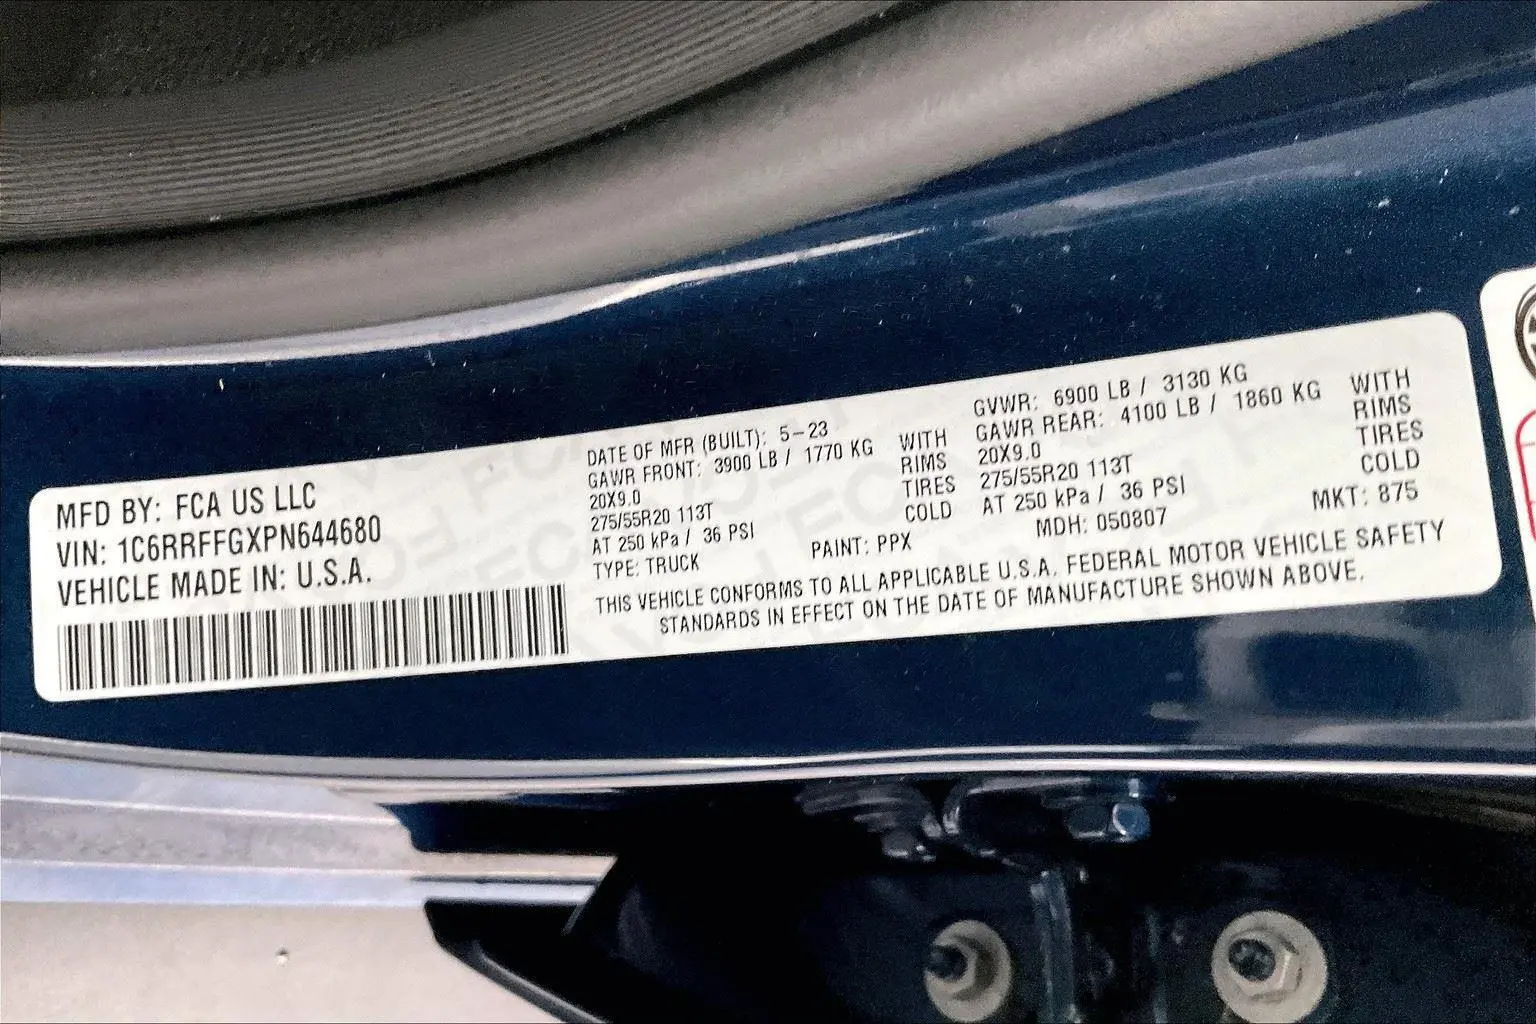 MFD BY: FCA US LLC
VIN: 1C6RRFFGXPN644680
VEHICLE MADE IN: U.S.A.
DATE OF MFR (BUILT): 5-23
GAWR FRONT: 3900 LB / 1770 KG WITH
20X9.0 RIMS
275/55R20 113T TIRES
AT 250 kPa / 36 PSI COLD
TYPE: TRUCK
PAINT: PPX
GVWR: 6900 LB / 3130 KG
GAWR REAR: 4100 LB / 1860 KG WITH
20X9.0 RIMS
275/55R20 113T TIRES
AT 250 kPa / 36 PSI COLD
MDH: 050807
MKT: 875
THIS VEHICLE CONFORMS TO ALL APPLICABLE U.S.A. FEDERAL MOTOR VEHICLE SAFETY
STANDARDS IN EFFECT ON THE DATE OF MANUFACTURE SHOWN ABOVE.